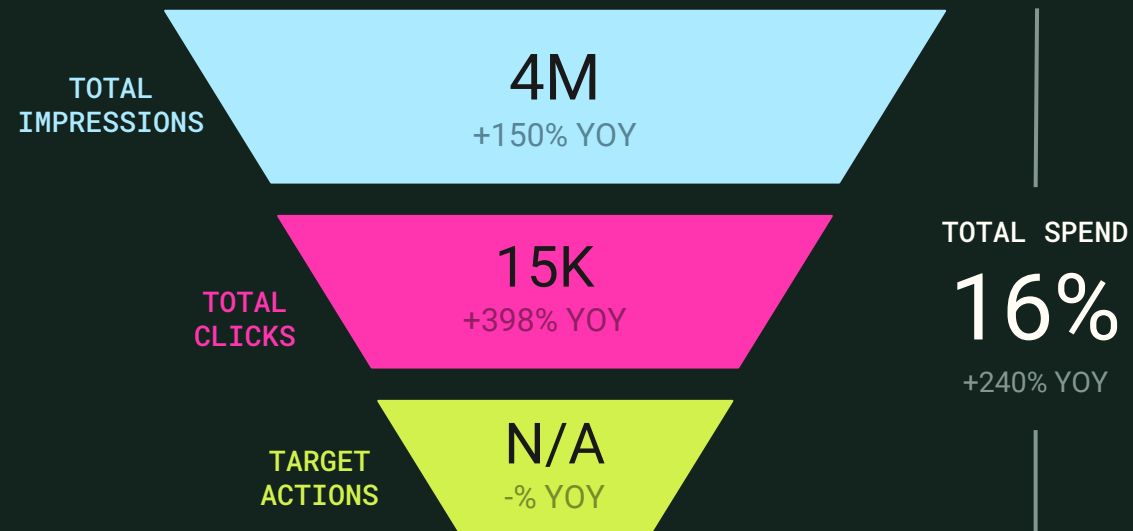 TOTAL
IMPRESSIONS
4M
+150% YOY
TOTAL
CLICKS
15K
+398% YOY
TARGET
ACTIONS
N/A
-% YOY
TOTAL SPEND
16%
+240% YOY